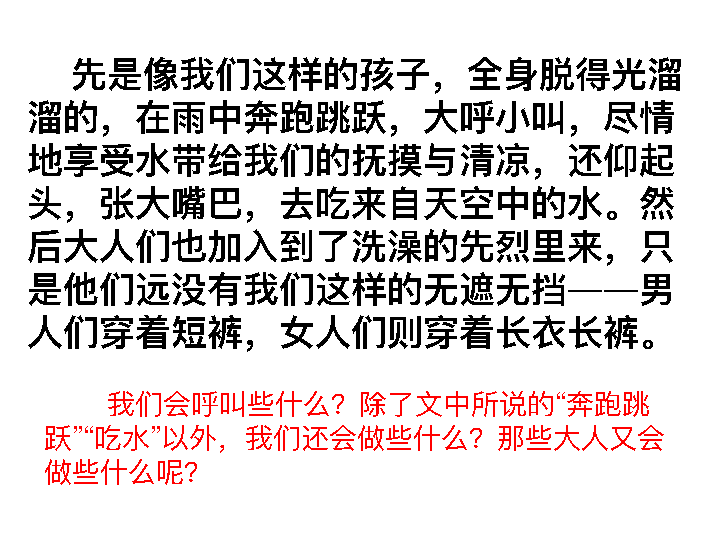 先是像我们这样的孩子，全身脱得光溜
溜的，在雨中奔跑跳跃，大呼小叫，尽情
地享受水带给我们的抚摸与清凉，还仰起
头，张大嘴巴，去吃来自天空中的水。然
后大人们也加入到了洗澡的先烈里来，只
是他们远没有我们这样的无遮无挡——男
人们穿着短裤，女人们则穿着长衣长裤。
我们会呼叫些什么？除了文中所说的“奔跑跳
跃”“吃水”以外，我们还会做些什么？那些大人又会
做些什么呢？